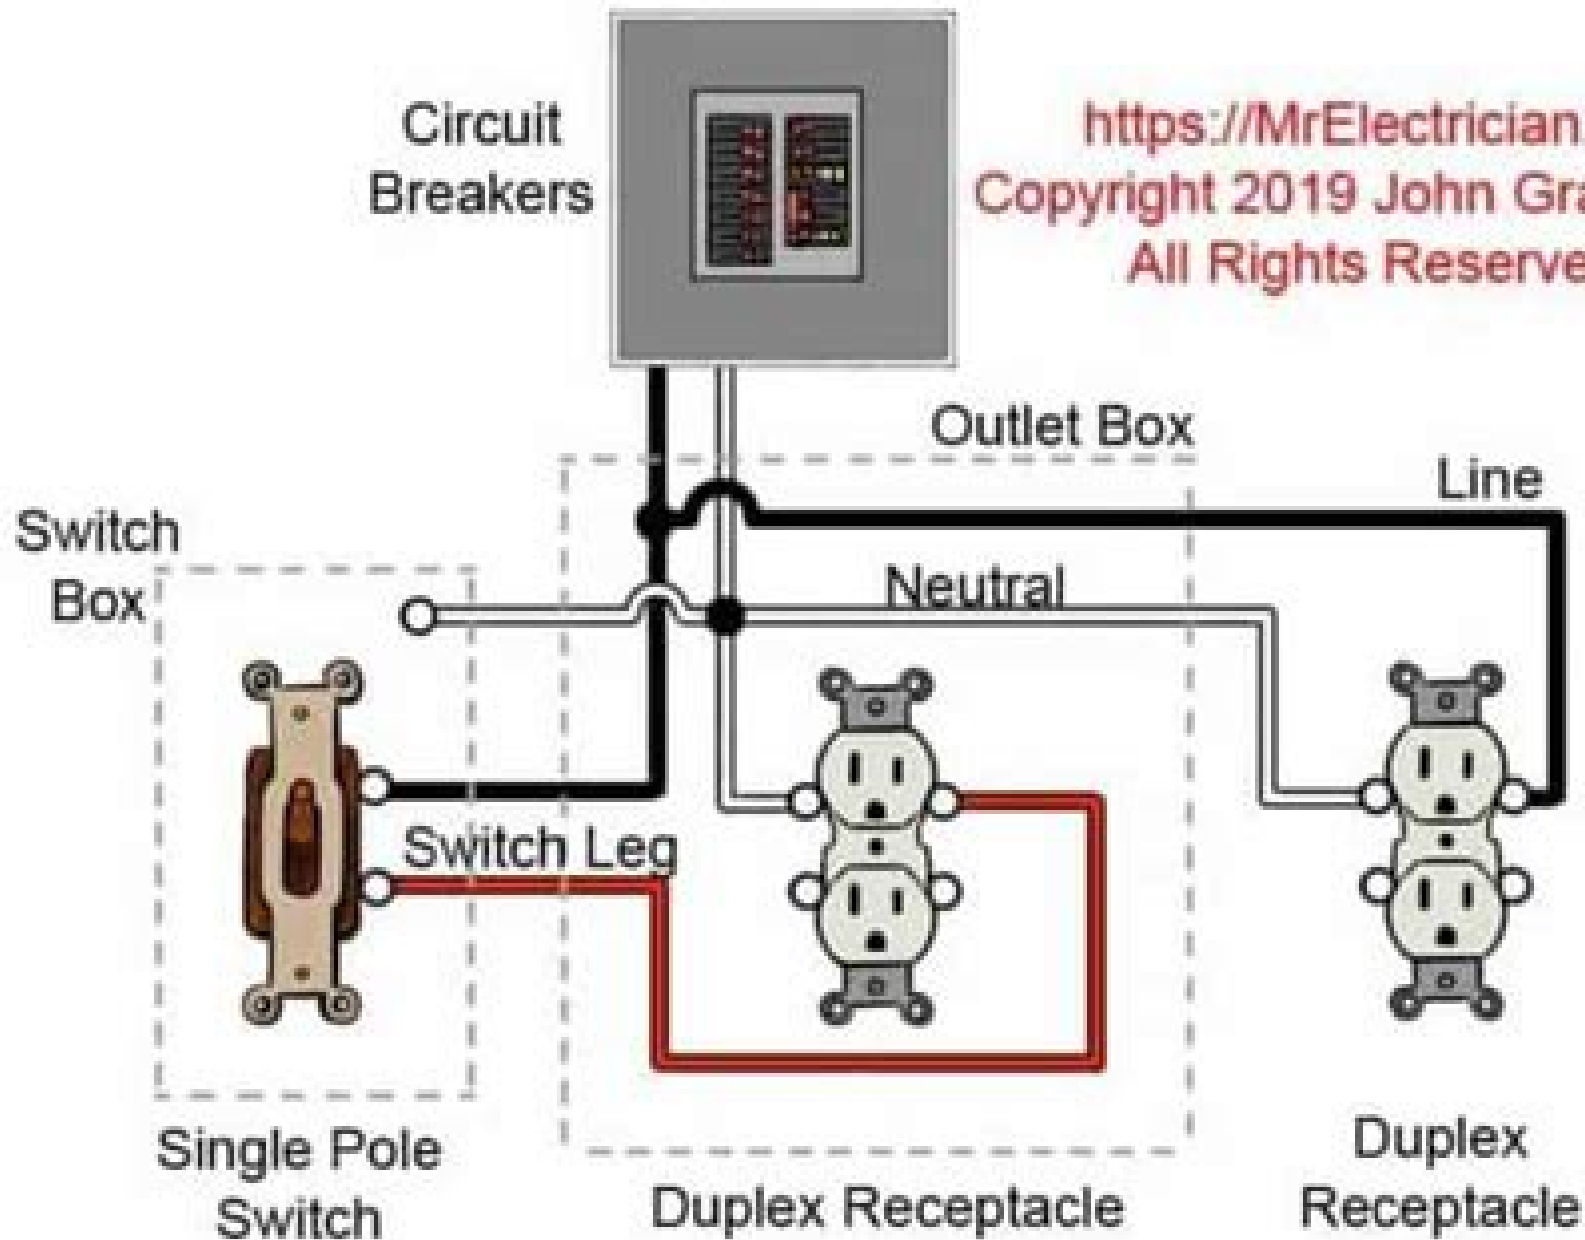 Circuit
Breakers
https://MrElectrician.
Copyright 2019 John Gra
All Rights Reserve
Outlet Box
Line
Switch
Box
Neutral
Switch Leg
Single Pole
Switch
Duplex Receptacle
Duplex
Receptacle